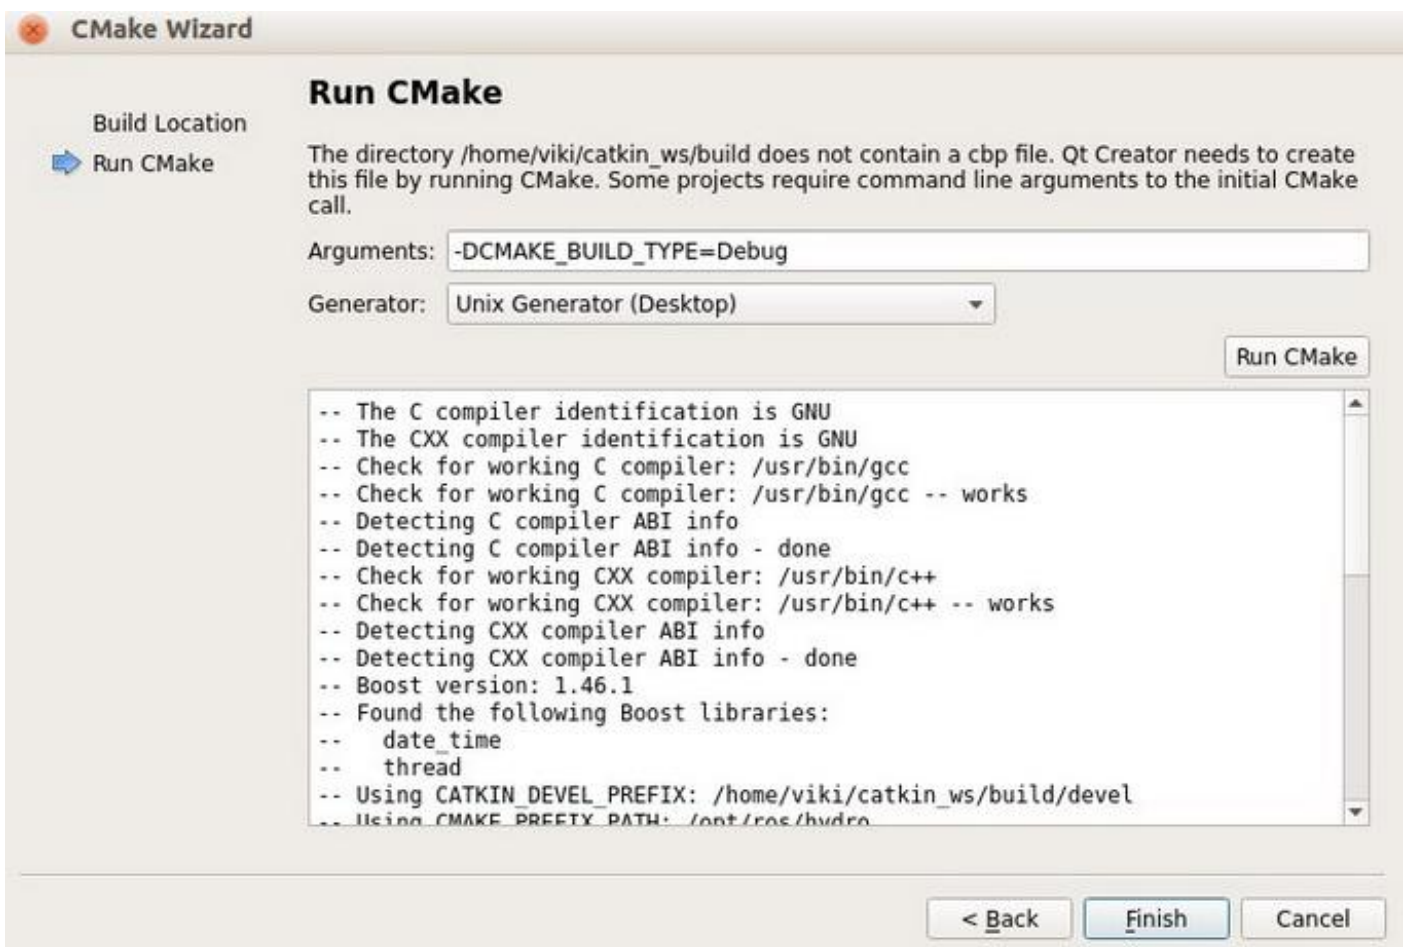 CMake Wizard
Build Location
Run CMake
Run CMake
The directory /home/viki/catkin_ws/build does not contain a cbp file. Qt Creator needs to create
this file by running CMake. Some projects require command line arguments to the initial CMake
call.
Arguments: -DCMAKE_BUILD_TYPE=Debug
Generator: Unix Generator (Desktop)
Run CMake
-- The C compiler identification is GNU
-- The CXX compiler identification is GNU
-- Check for working C compiler: /usr/bin/gcc
-- Check for working C compiler: /usr/bin/gcc -- works
-- Detecting C compiler ABI info
-- Detecting C compiler ABI info - done
-- Check for working CXX compiler: /usr/bin/c++
-- Check for working CXX compiler: /usr/bin/c++ -- works
-- Detecting CXX compiler ABI info
-- Detecting CXX compiler ABI info - done
-- Boost version: 1.46.1
-- Found the following Boost libraries:
--   date_time
--   thread
-- Using CATKIN_DEVEL_PREFIX: /home/viki/catkin_ws/build/devel
-- Using CMAKE_PREFIX_PATH: /opt/ros/hydro
< Back Finish Cancel